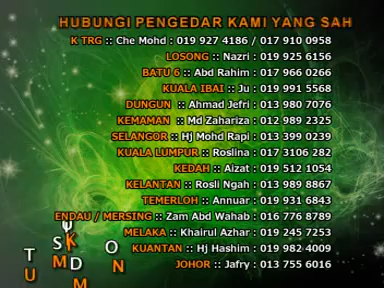 HUBUNGI PENGEDAR KAMI YANG SAH
K TRG :: Che Mohd : 019 927 4186 / 017 910 0958
LOSONG :: Nazri : 019 925 6156
BATU 6 :: Abd Rahim : 017 966 0266
KUALA IBAI :: Ju : 019 991 5568
DUNGUN :: Ahmad Jefri : 013 980 7076
KEMAMAN :: Md Zahariza : 012 989 2325
SELANGOR :: Hj Mohd Rapi : 013 399 0239
KUALA LUMPUR :: Roslina : 017 3106 282
KEDAH :: Aizat : 019 512 1054
KELANTAN :: Rosli Ngah : 013 989 8867
TEMERLOH :: Annuar : 019 931 6843
ENDAU / MERSING :: Zam Abd Wahab : 016 776 8789
MELAKA :: Khairul Azhar : 019 245 7253
KUANTAN :: Hj Hashim : 019 982 4009
JOHOR :: Jafry : 013 755 6016